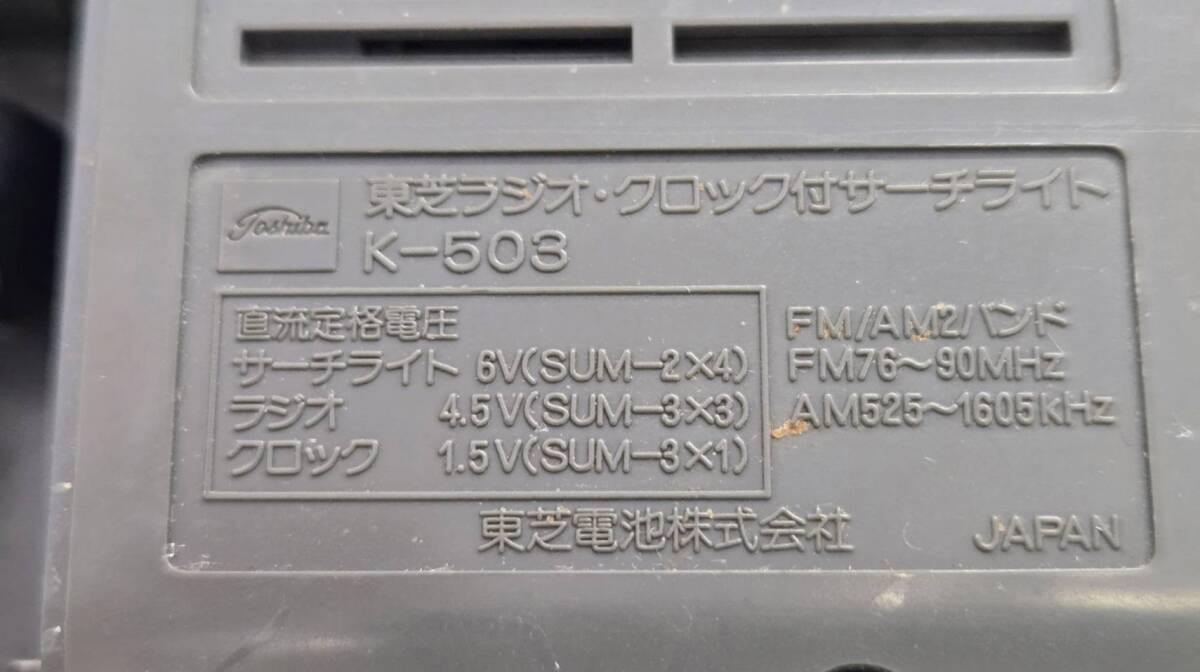 Toshiba
東芝ラジオ・クロック付サーチライト
K-503
直流定格電圧
サーチライト 6V(SUM-2×4)
ラジオ 4.5V(SUM-3×3)
クロック 1.5V(SUM-3×1)
FM/AM2バンド
FM76〜90MHz
AM525〜1605kHz
東芝電池株式会社 JAPAN